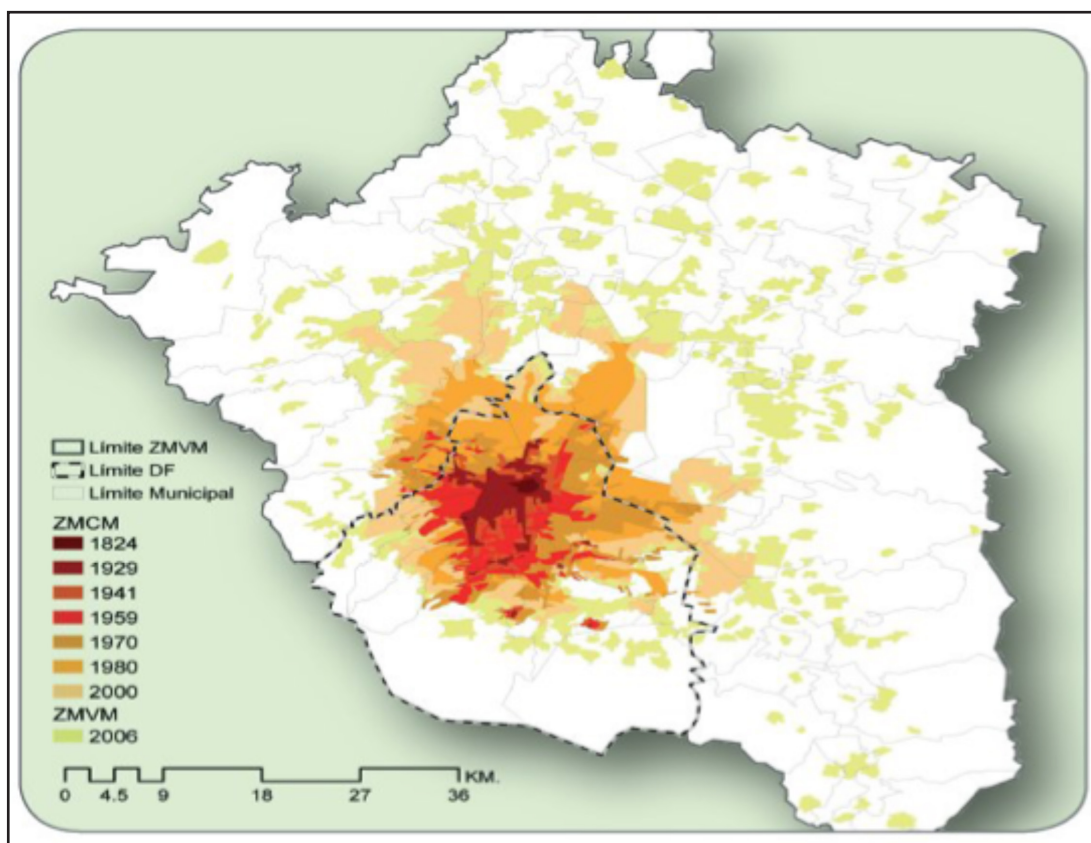 Límite ZMVM
Límite DF
Límite Municipal
ZMCM
1824
1929
1941
1959
1970
1980
2000
ZMVM
2006
KM.
0 4.5 9 18 27 36